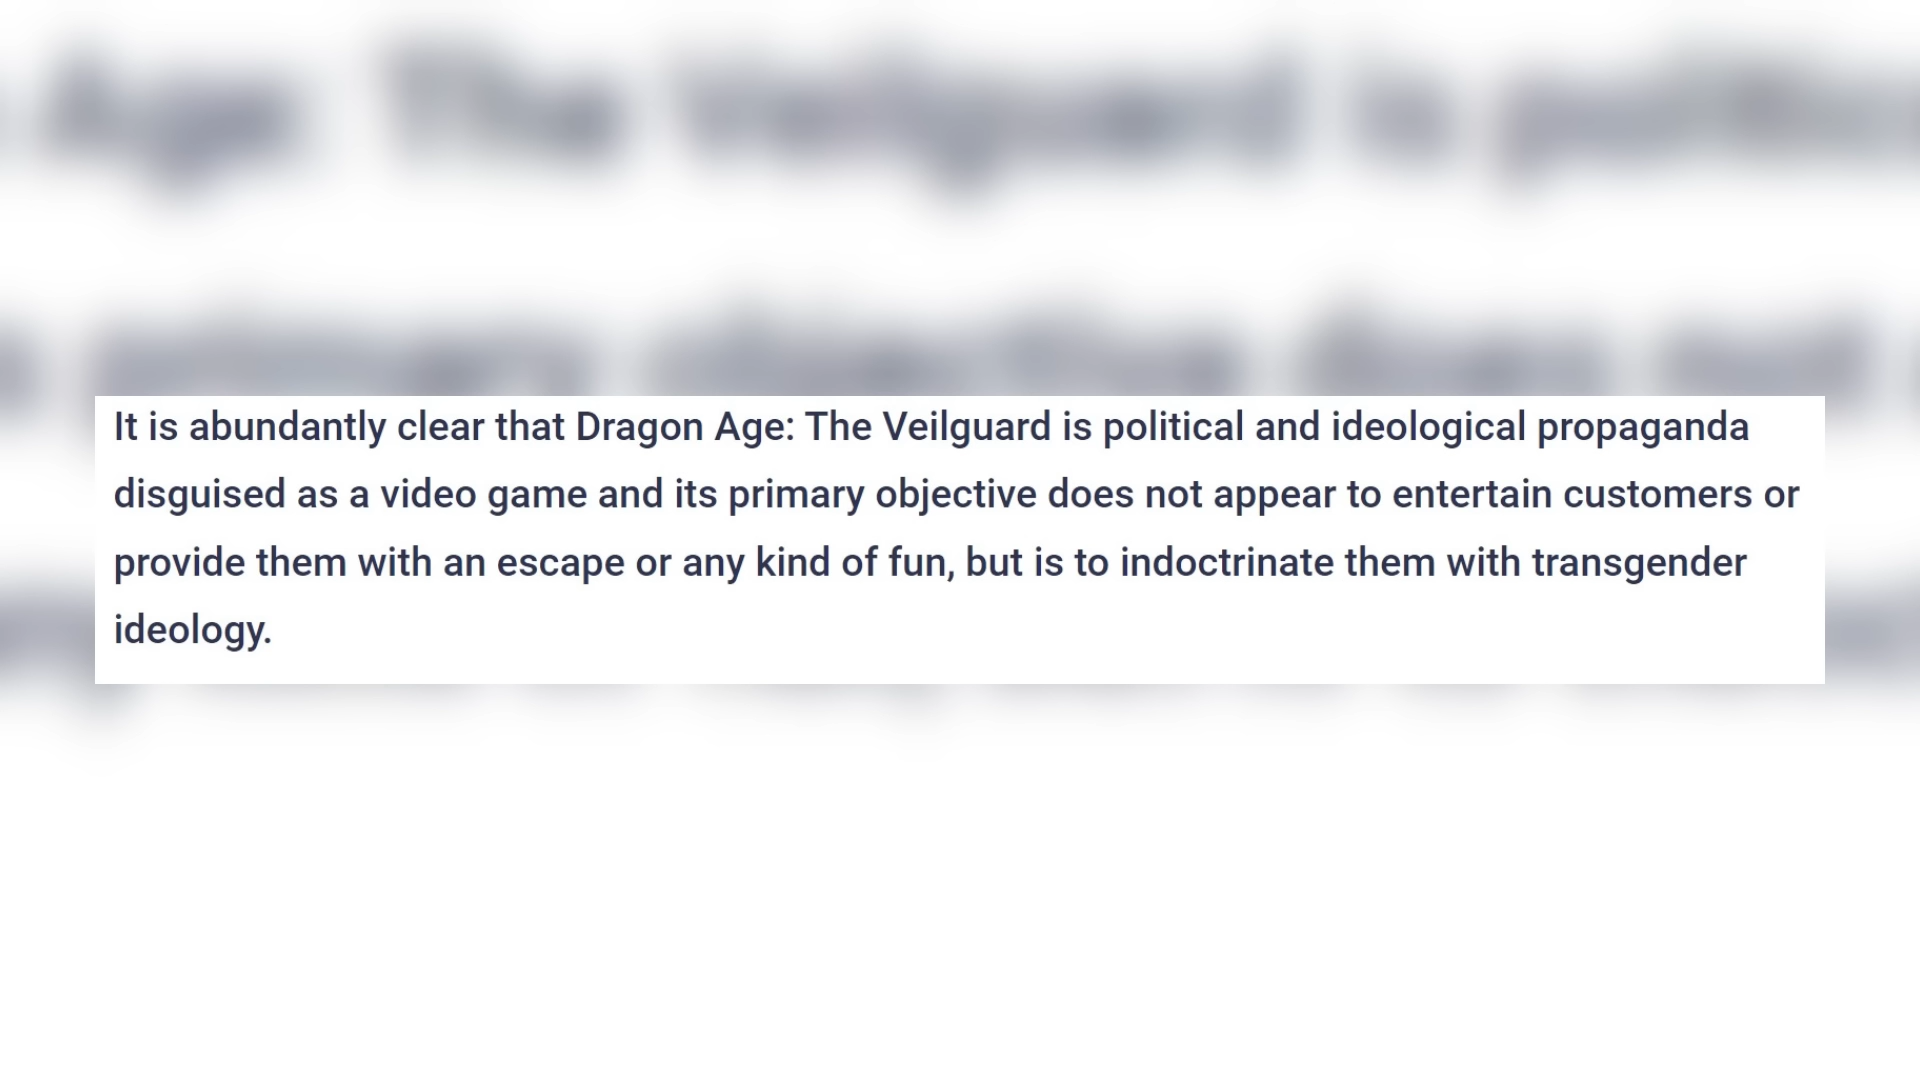 It is abundantly clear that Dragon Age: The Veilguard is political and ideological propaganda
disguised as a video game and its primary objective does not appear to entertain customers or
provide them with an escape or any kind of fun, but is to indoctrinate them with transgender
ideology.